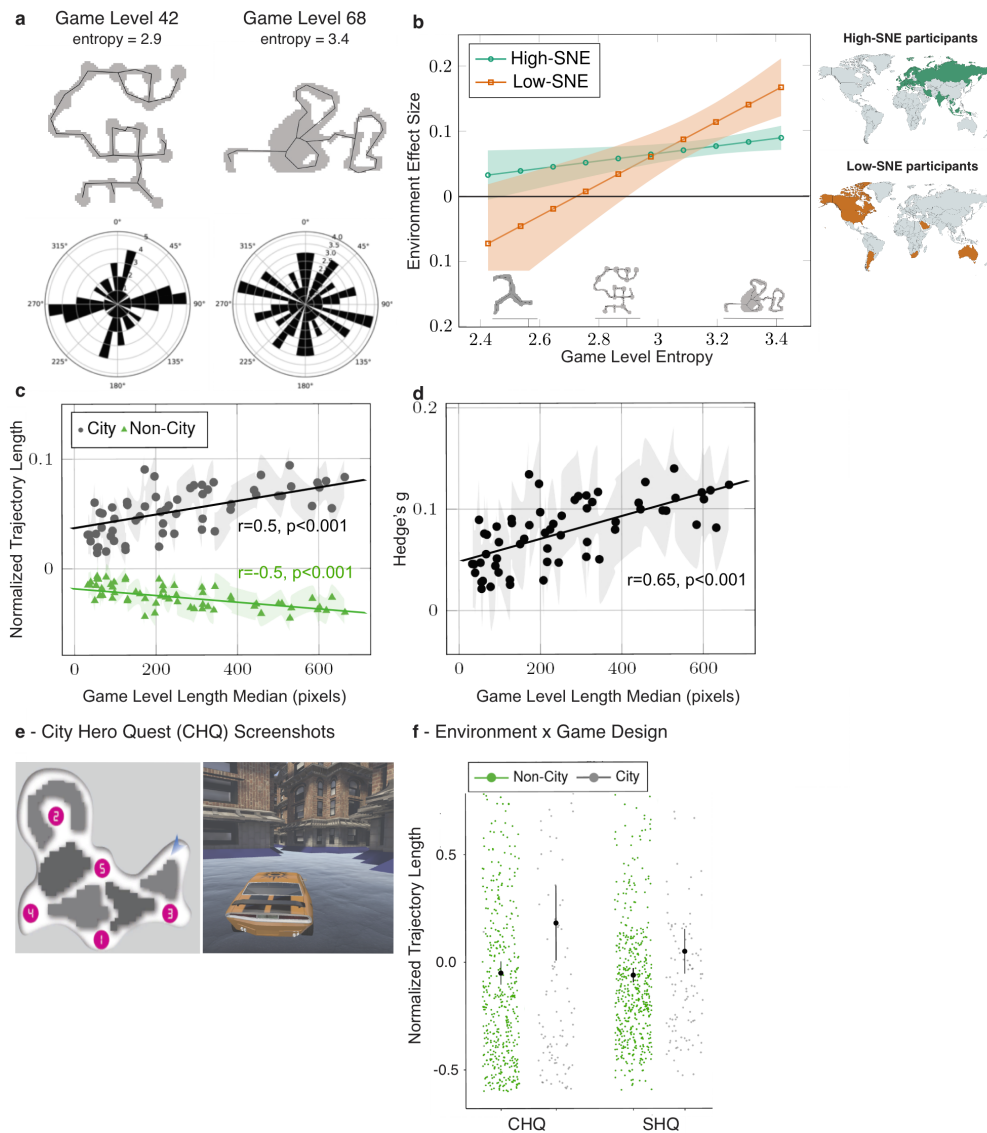 a
Game Level 42
entropy = 2.9
Game Level 68
entropy = 3.4
0°
45°
90°
135°
180°
225°
270°
315°
5
4
2
0°
45°
90°
135°
180°
225°
270°
315°
4.0
3.5
3.0
2.5
b
High-SNE
Low-SNE
Environment Effect Size
0.2
0.1
0
0.1
0.2
2.4
2.6
2.8
3
3.2
3.4
Game Level Entropy
High-SNE participants
Low-SNE participants
c
City
Non-City
Normalized Trajectory Length
0.1
0
r=0.5, p<0.001
r=-0.5, p<0.001
0
200
400
600
Game Level Length Median (pixels)
d
Hedge's g
0.2
0.1
0
r=0.65, p<0.001
0
200
400
600
Game Level Length Median (pixels)
e - City Hero Quest (CHQ) Screenshots
2
5
4
3
1
f - Environment x Game Design
Non-City
City
Normalized Trajectory Length
0.5
0.0
-0.5
CHQ
SHQ